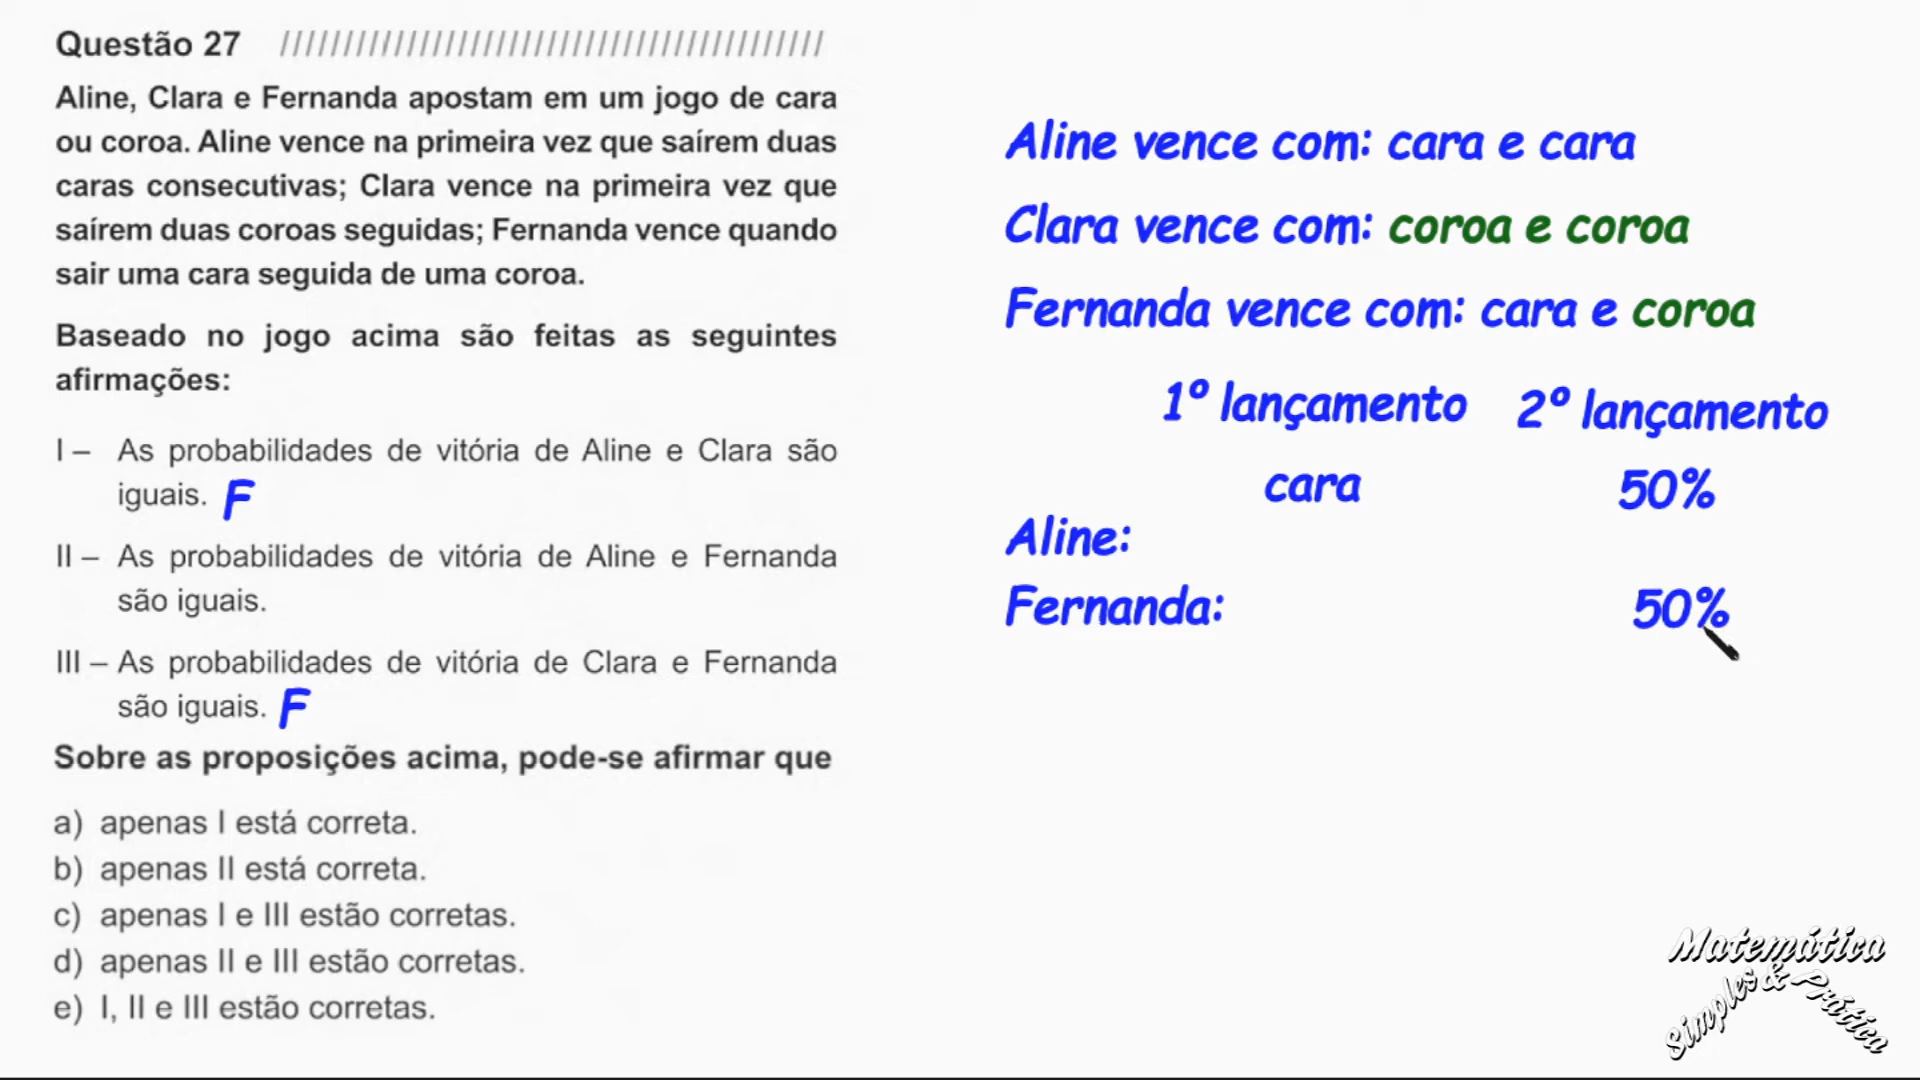 Questão 27 ////////////////////////////////////////////
Aline, Clara e Fernanda apostam em um jogo de cara
ou coroa. Aline vence na primeira vez que saírem duas
caras consecutivas; Clara vence na primeira vez que
saírem duas coroas seguidas; Fernanda vence quando
sair uma cara seguida de uma coroa.
Baseado no jogo acima são feitas as seguintes
afirmações:
I – As probabilidades de vitória de Aline e Clara são
iguais. F
II – As probabilidades de vitória de Aline e Fernanda
são iguais.
III – As probabilidades de vitória de Clara e Fernanda
são iguais. F
Sobre as proposições acima, pode-se afirmar que
a) apenas I está correta.
b) apenas II está correta.
c) apenas I e III estão corretas.
d) apenas II e III estão corretas.
e) I, II e III estão corretas.
Aline vence com: cara e cara
Clara vence com: coroa e coroa
Fernanda vence com: cara e coroa
1º lançamento 2º lançamento
cara 50%
Aline:
Fernanda: 50%
Matemática
Simples & Prática